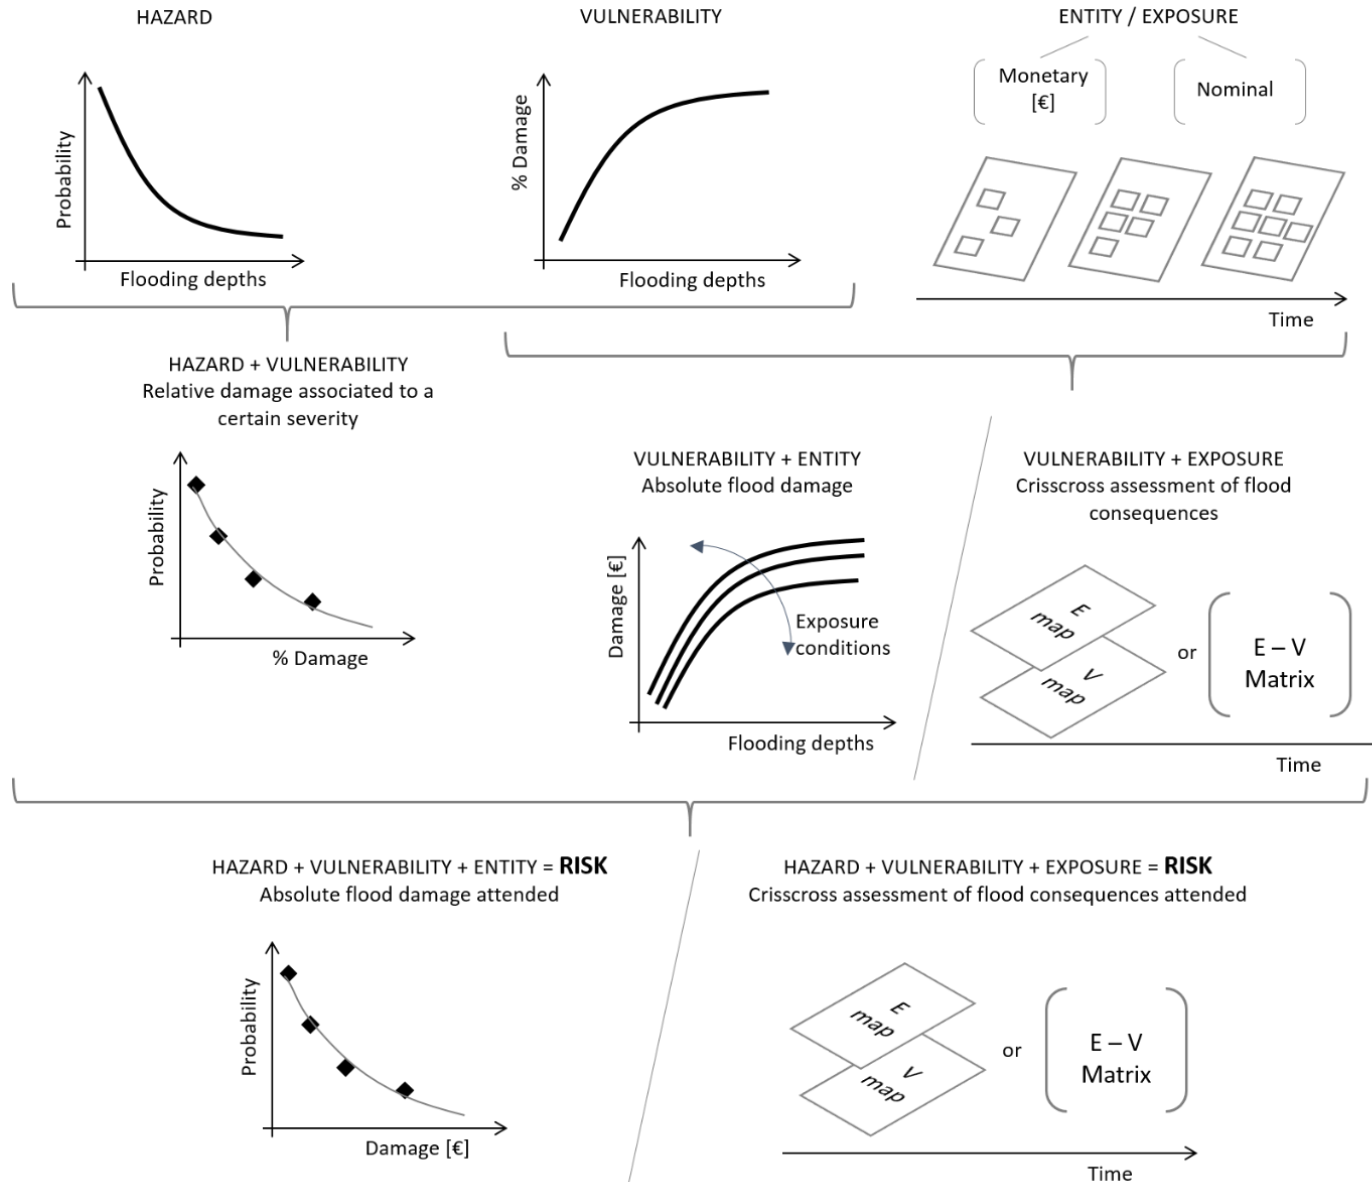 HAZARD
VULNERABILITY
ENTITY / EXPOSURE
Monetary
[€]
Nominal
Probability
Flooding depths
% Damage
Flooding depths
Time
HAZARD + VULNERABILITY
Relative damage associated to a
certain severity
Probability
% Damage
VULNERABILITY + ENTITY
Absolute flood damage
Damage [€]
Exposure
conditions
Flooding depths
VULNERABILITY + EXPOSURE
Crisscross assessment of flood
consequences
E
map
V
map
or
E – V
Matrix
Time
HAZARD + VULNERABILITY + ENTITY = RISK
Absolute flood damage attended
Probability
Damage [€]
HAZARD + VULNERABILITY + EXPOSURE = RISK
Crisscross assessment of flood consequences attended
E
map
V
map
or
E – V
Matrix
Time